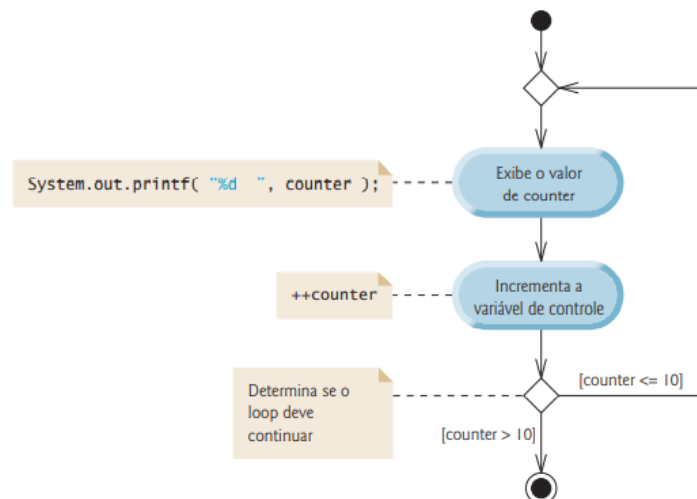 Exibe o valor
de counter
System.out.printf( "%d  ", counter );
Incrementa a
variável de controle
++counter
Determina se o
loop deve
continuar
[counter <= 10]
[counter > 10]